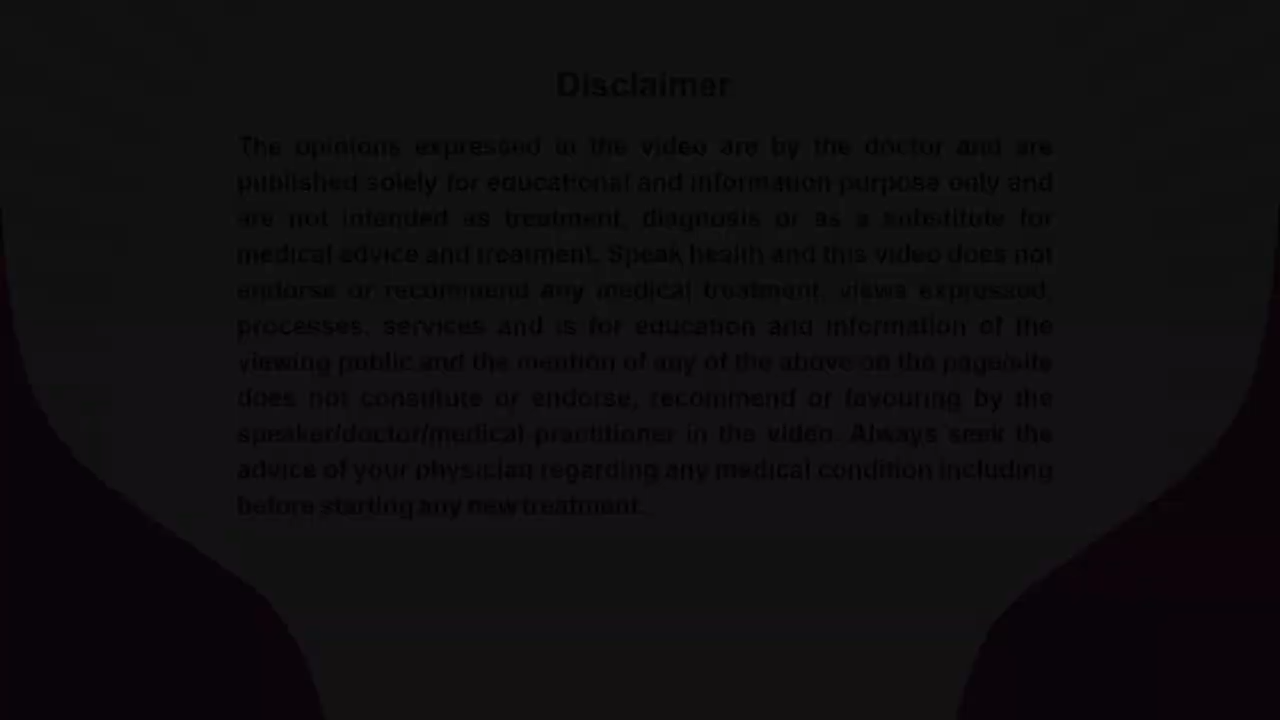 Disclaimer
The opinions expressed in the video are by the doctor and are
published solely for educational and information purpose only and
are not intended as treatment, diagnosis or as a substitute for
medical advice and treatment. Speak health and this video does not
endorse or recommend any medical treatment, views expressed,
processes, services and is for education and information of the
viewing public and the mention of any of the above on the page/site
does not constitute or endorse, recommend or favouring by the
speaker/doctor/medical practitioner in the video. Always seek the
advice of your physician regarding any medical condition including
before starting any new treatment.